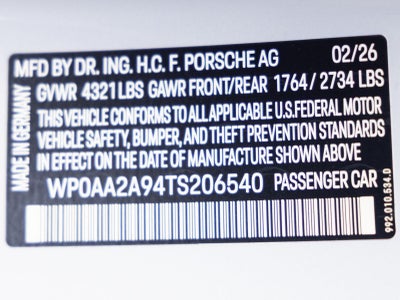 MFD BY DR. ING. H.C. F. PORSCHE AG 02/26
GVWR 4321 LBS GAWR FRONT/REAR 1764 / 2734 LBS
THIS VEHICLE CONFORMS TO ALL APPLICABLE U.S.FEDERAL MOTOR
VEHICLE SAFETY, BUMPER, AND THEFT PREVENTION STANDARDS
IN EFFECT ON THE DATE OF MANUFACTURE SHOWN ABOVE
WP0AA2A94TS206540 PASSENGER CAR
MADE IN GERMANY
992.010.534.D